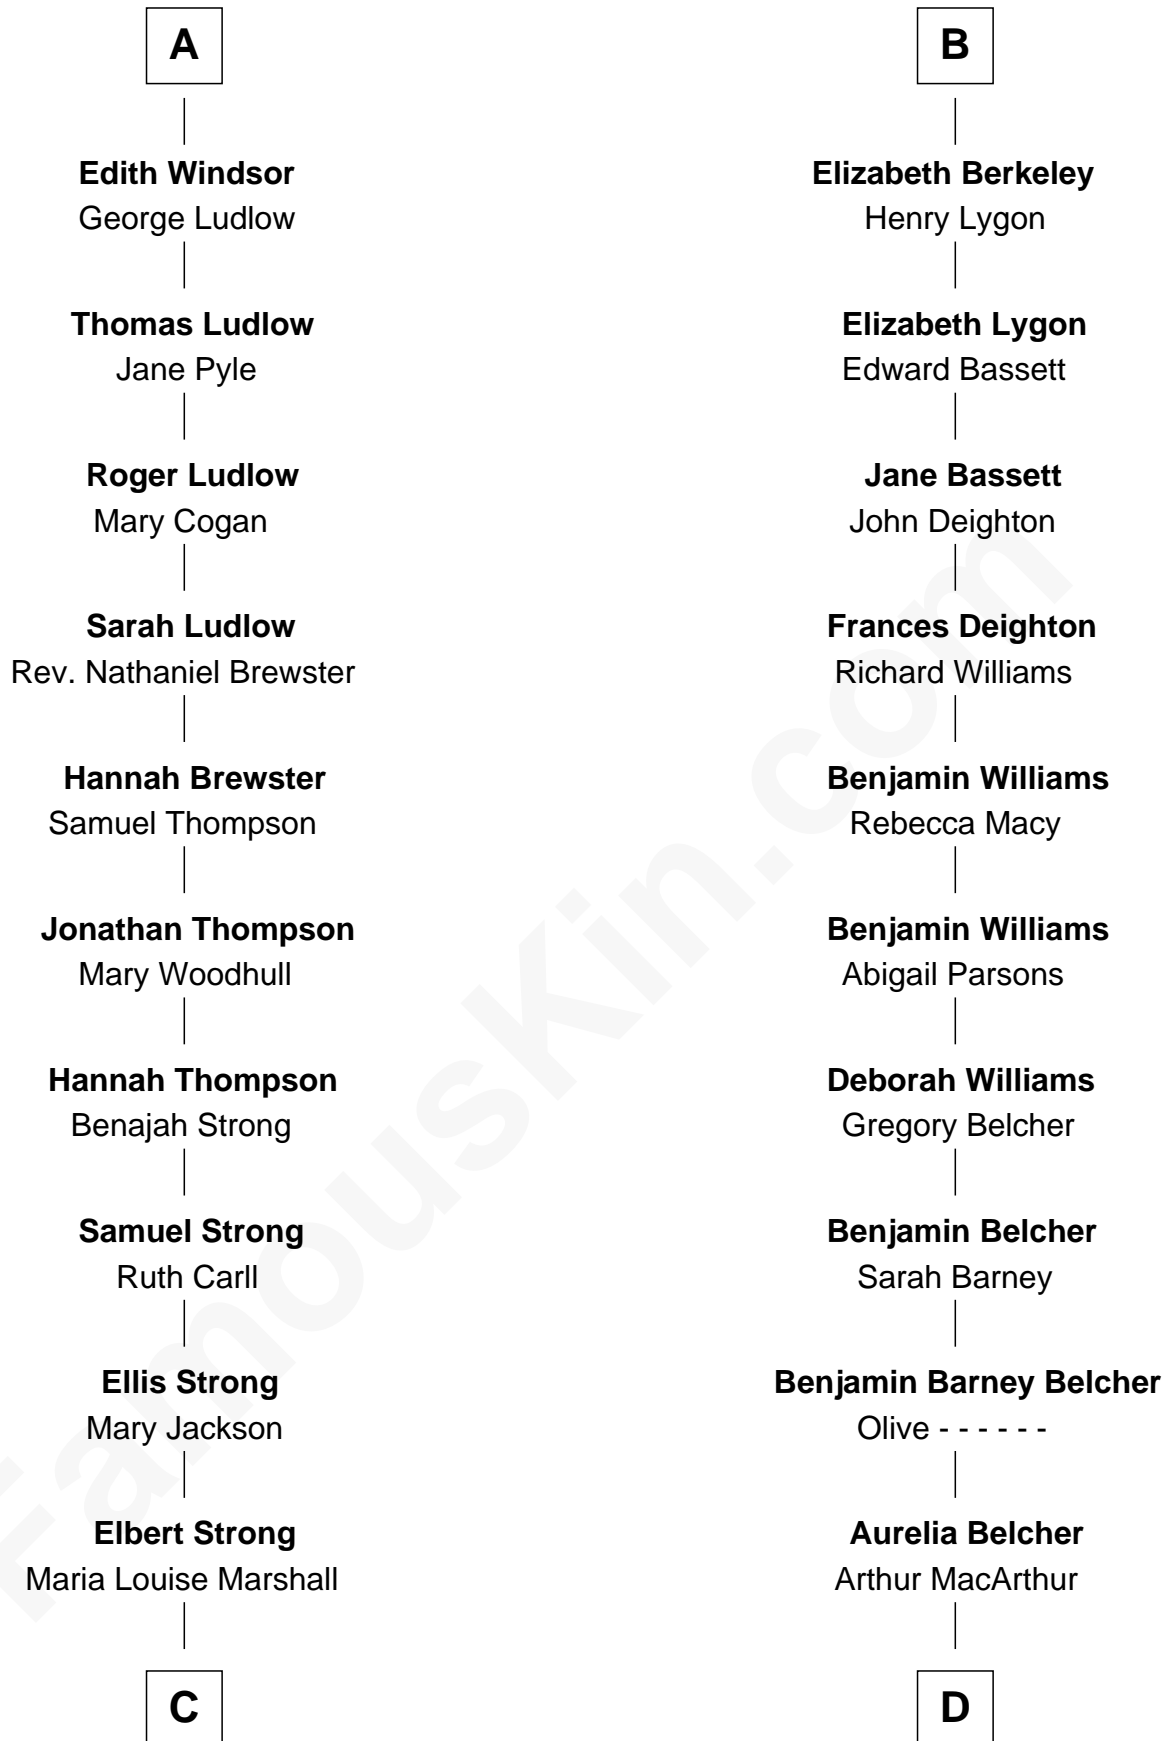 A
Edith Windsor
George Ludlow
Thomas Ludlow
Jane Pyle
Roger Ludlow
Mary Cogan
Sarah Ludlow
Rev. Nathaniel Brewster
Hannah Brewster
Samuel Thompson
Jonathan Thompson
Mary Woodhull
Hannah Thompson
Benajah Strong
Samuel Strong
Ruth Carll
Ellis Strong
Mary Jackson
Elbert Strong
Maria Louise Marshall
C
B
Elizabeth Berkeley
Henry Lygon
Elizabeth Lygon
Edward Bassett
Jane Bassett
John Deighton
Frances Deighton
Richard Williams
Benjamin Williams
Rebecca Macy
Benjamin Williams
Abigail Parsons
Deborah Williams
Gregory Belcher
Benjamin Belcher
Sarah Barney
Benjamin Barney Belcher
Olive - - - - - -
Aurelia Belcher
Arthur MacArthur
D
FamousKin.com